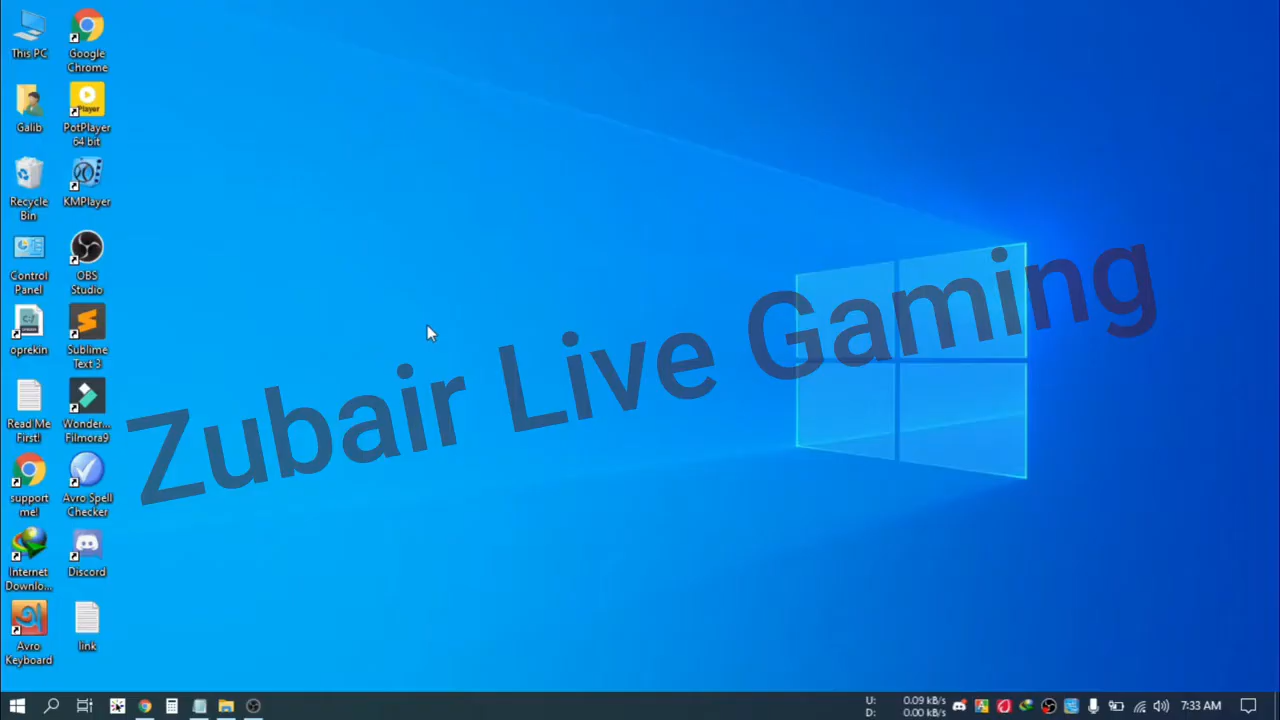 This PC
Google
Chrome
Galib
Player
PotPlayer
64 bit
Recycle
Bin
KMPlayer
Control
Panel
OBS
Studio
oprekin
Sublime
Text 3
Read Me
First!
Wonder...
Filmora9
support
me!
Avro Spell
Checker
Internet
Downlo...
Discord
Avro
Keyboard
link
Zubair Live Gaming
U: 0.09 kB/s
D: 0.00 kB/s
7:33 AM